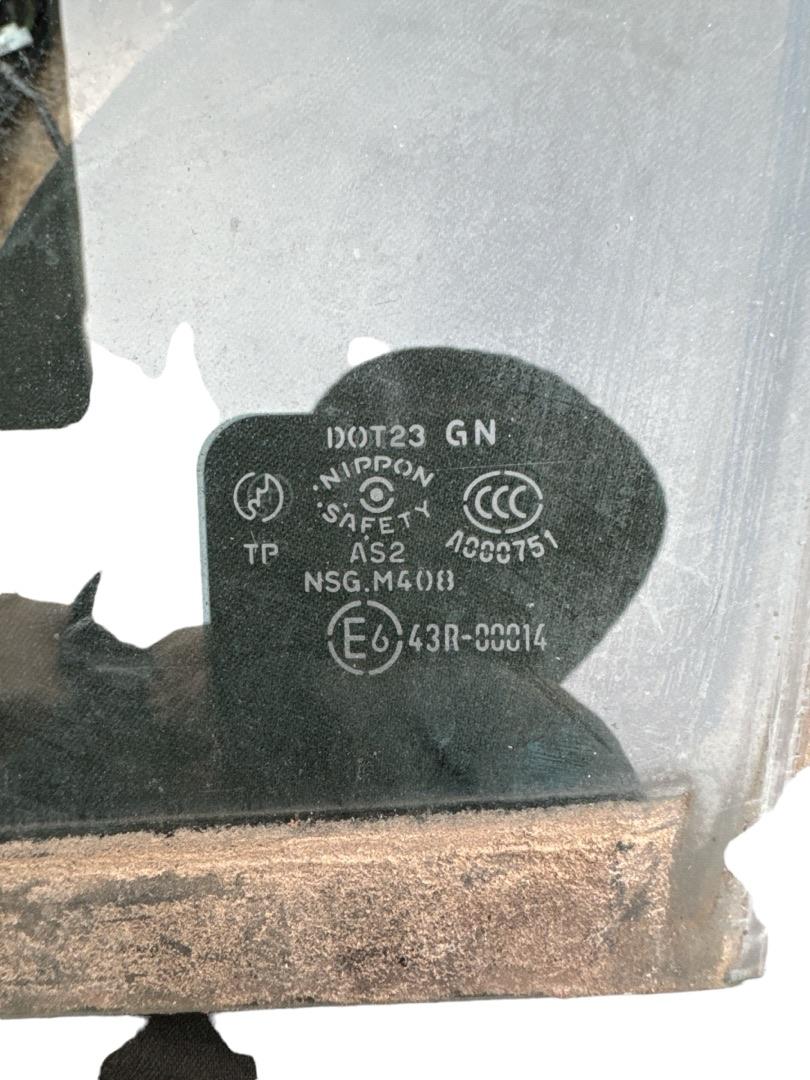 DOT23 GN
NIPPON
SAFETY
CCC
A000751
TP
AS2
NSG.M408
E6 43R-00014